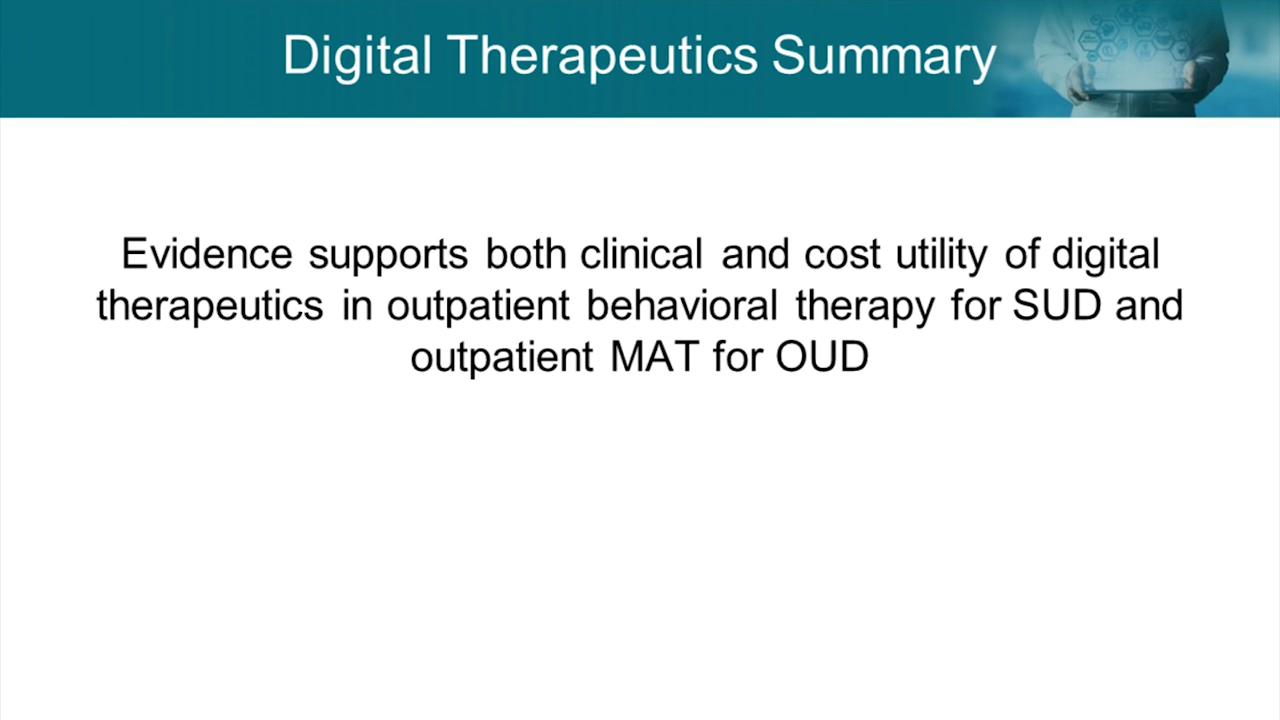 Digital Therapeutics Summary
Evidence supports both clinical and cost utility of digital
therapeutics in outpatient behavioral therapy for SUD and
outpatient MAT for OUD